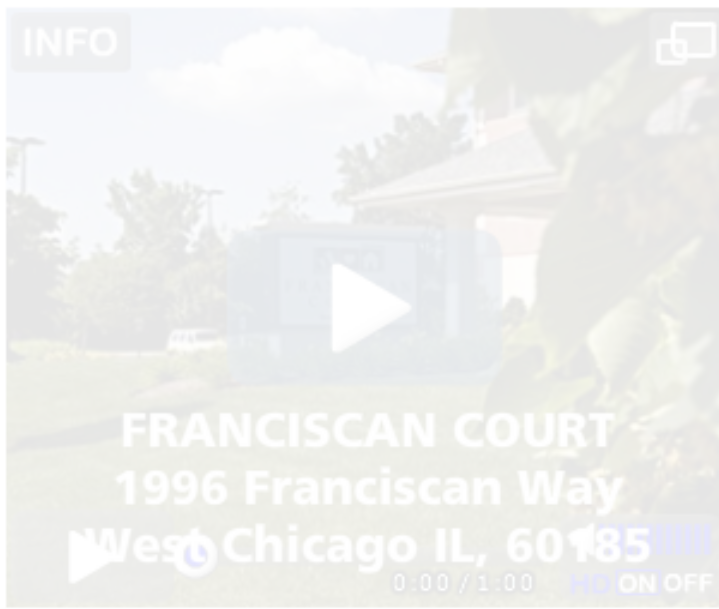 INFO
FRANCISCAN COURT
1996 Franciscan Way
West Chicago IL, 60185
0:00 / 1:00
HD ON OFF